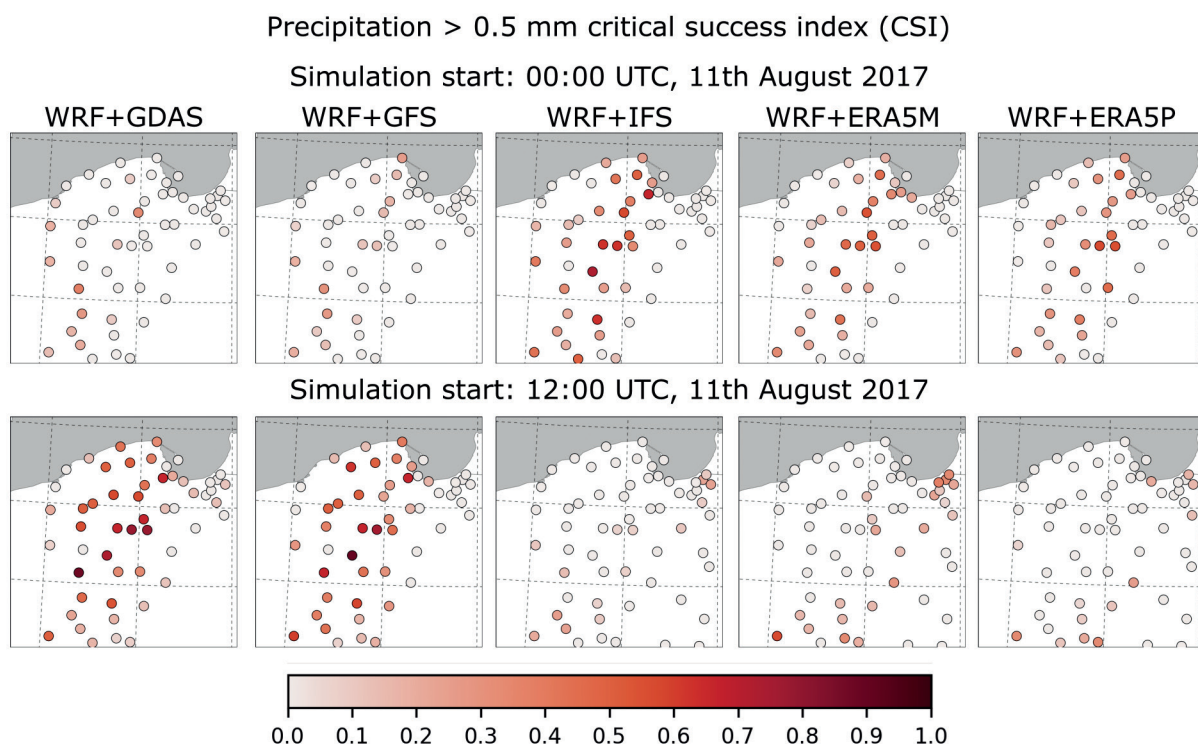 Precipitation > 0.5 mm critical success index (CSI)
Simulation start: 00:00 UTC, 11th August 2017
WRF+GDAS WRF+GFS WRF+IFS WRF+ERA5M WRF+ERA5P
Simulation start: 12:00 UTC, 11th August 2017
0.0 0.1 0.2 0.3 0.4 0.5 0.6 0.7 0.8 0.9 1.0